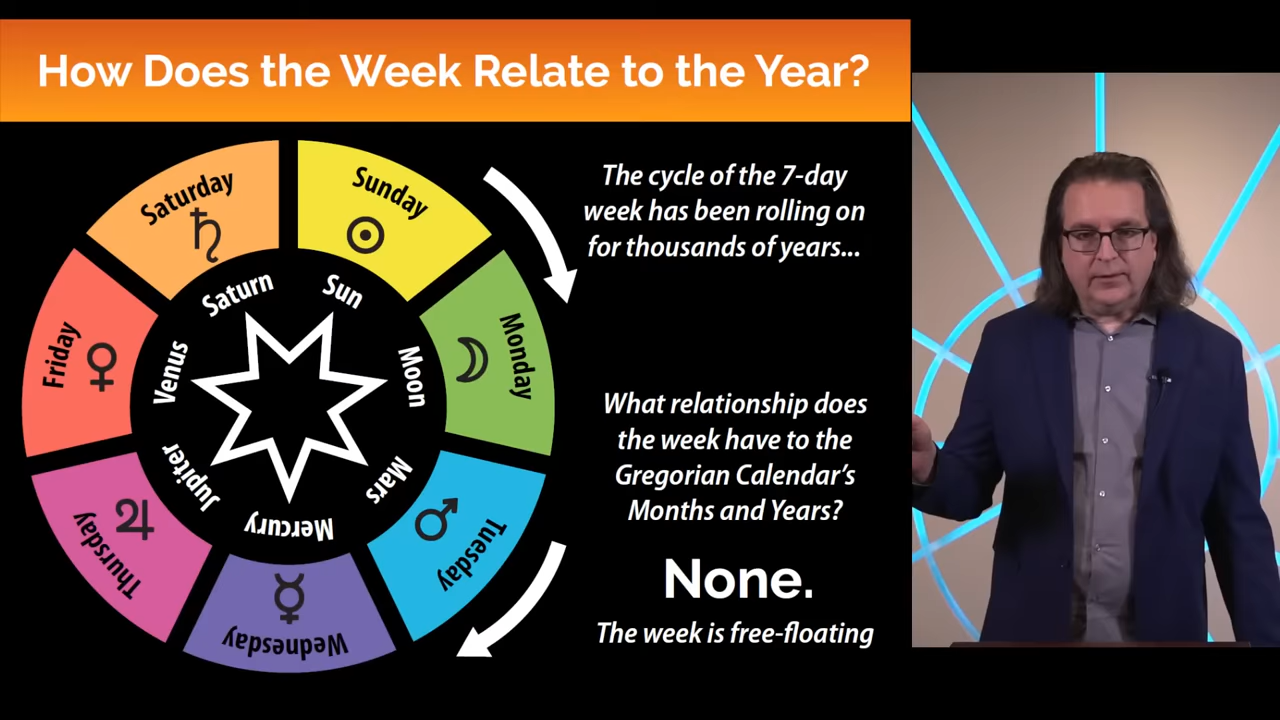 How Does the Week Relate to the Year?
Saturday
Sunday
Monday
Tuesday
Wednesday
Thursday
Friday
Saturn
Sun
Moon
Mars
Mercury
Jupiter
Venus
The cycle of the 7-day
week has been rolling on
for thousands of years...
What relationship does
the week have to the
Gregorian Calendar’s
Months and Years?
None.
The week is free-floating